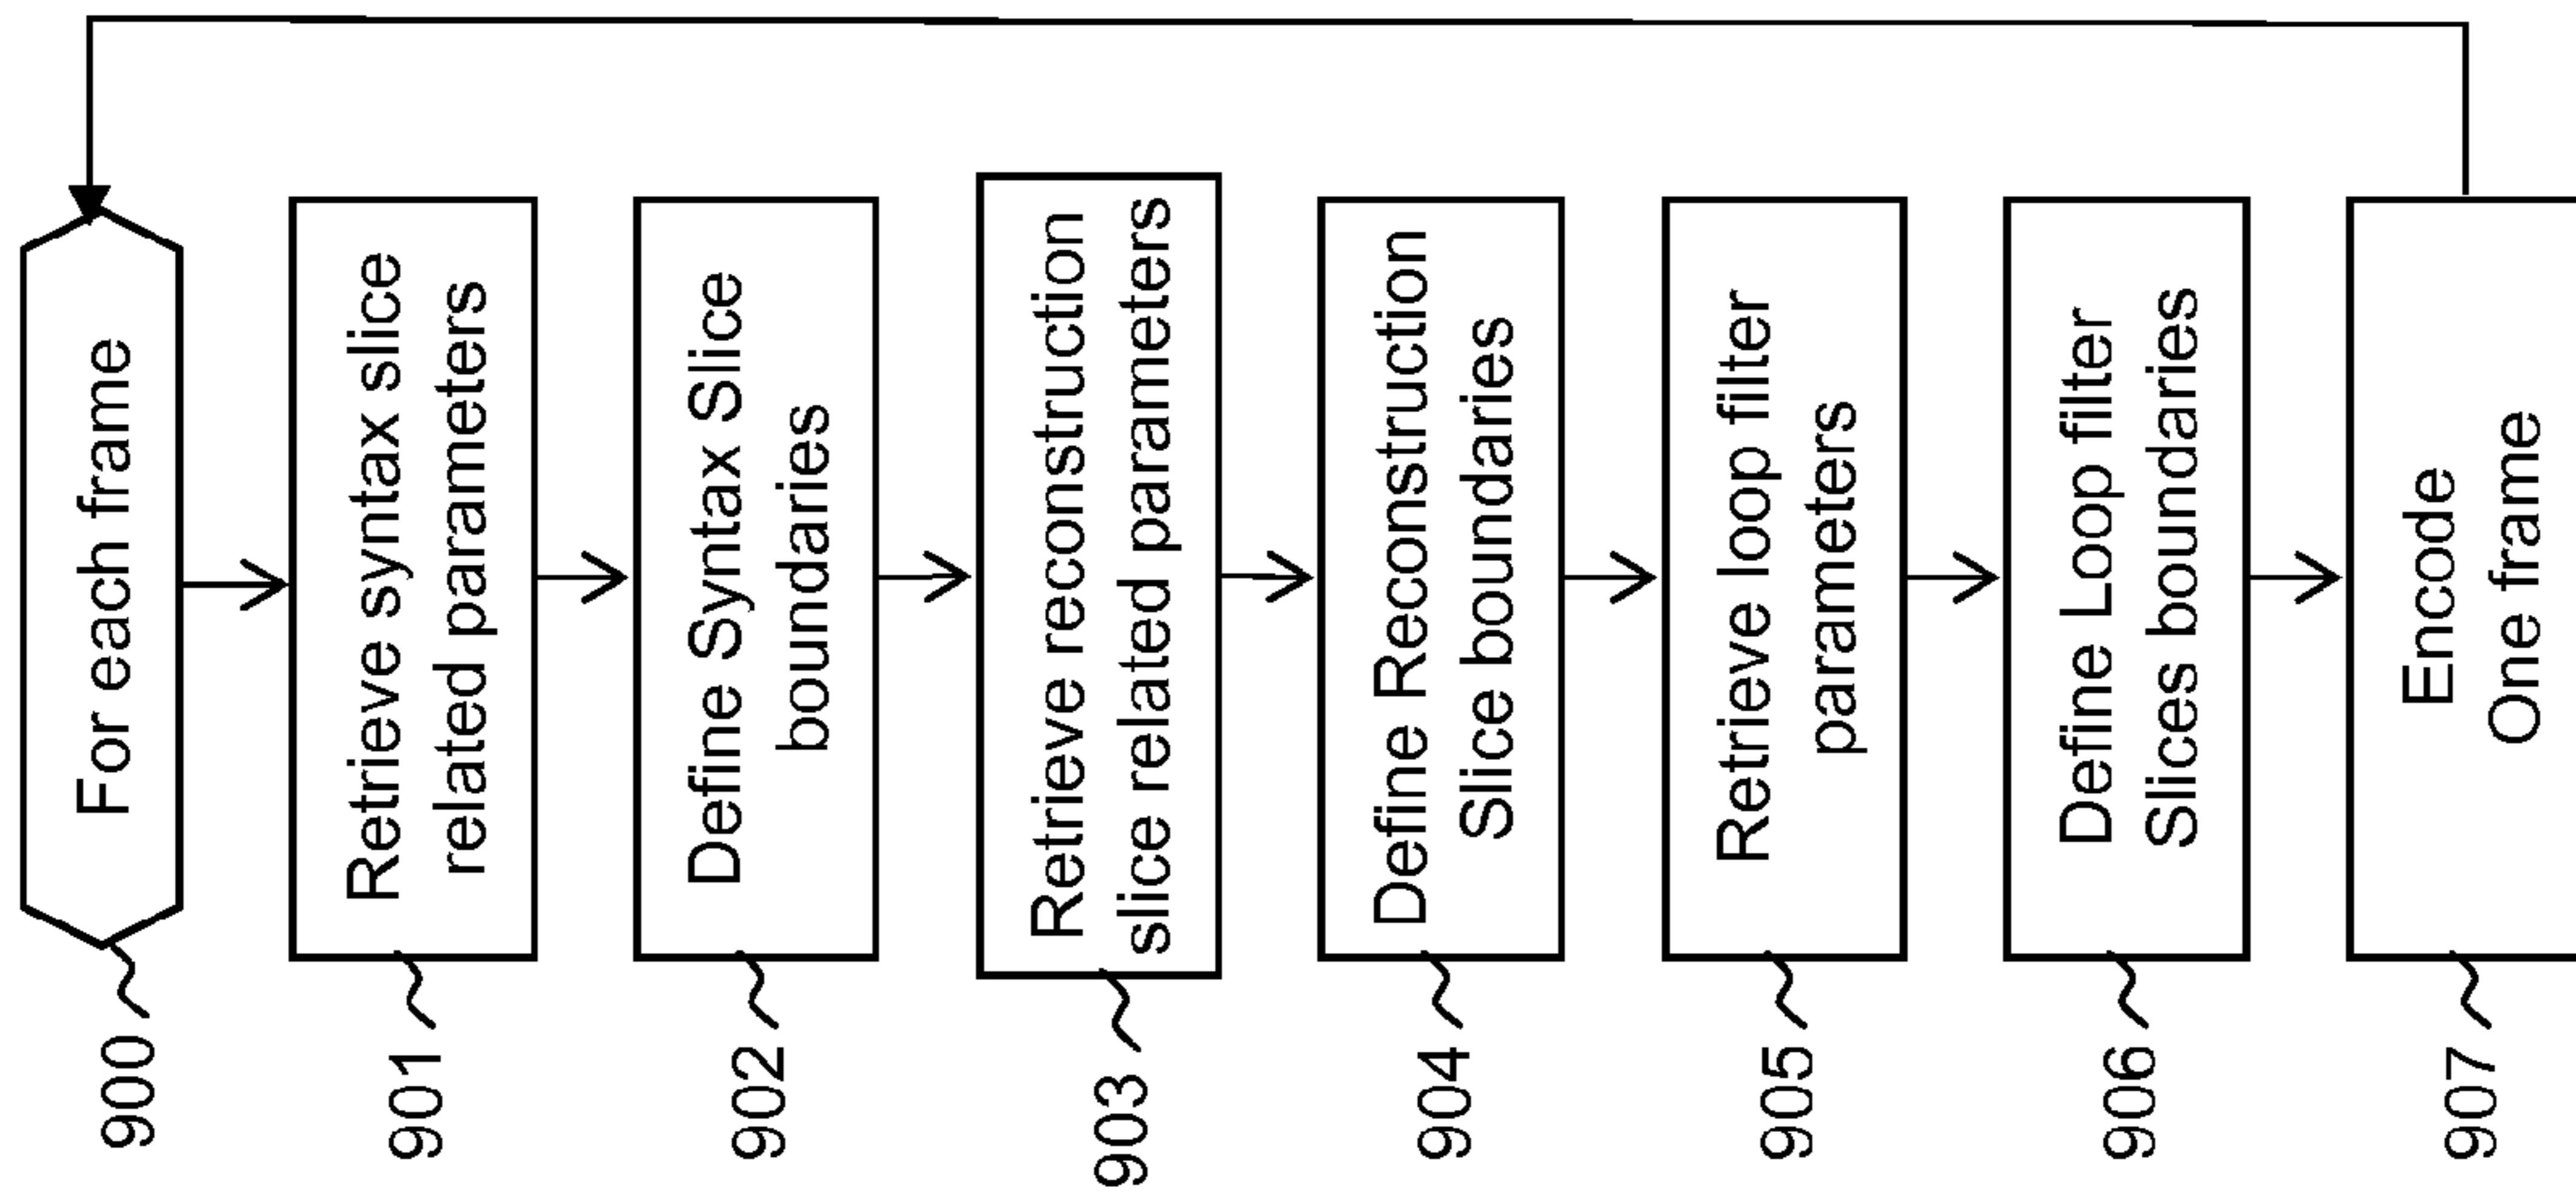 900
For each frame
901
Retrieve syntax slice
related parameters
902
Define Syntax Slice
boundaries
903
Retrieve reconstruction
slice related parameters
904
Define Reconstruction
Slice boundaries
905
Retrieve loop filter
parameters
906
Define Loop filter
Slices boundaries
907
Encode
One frame